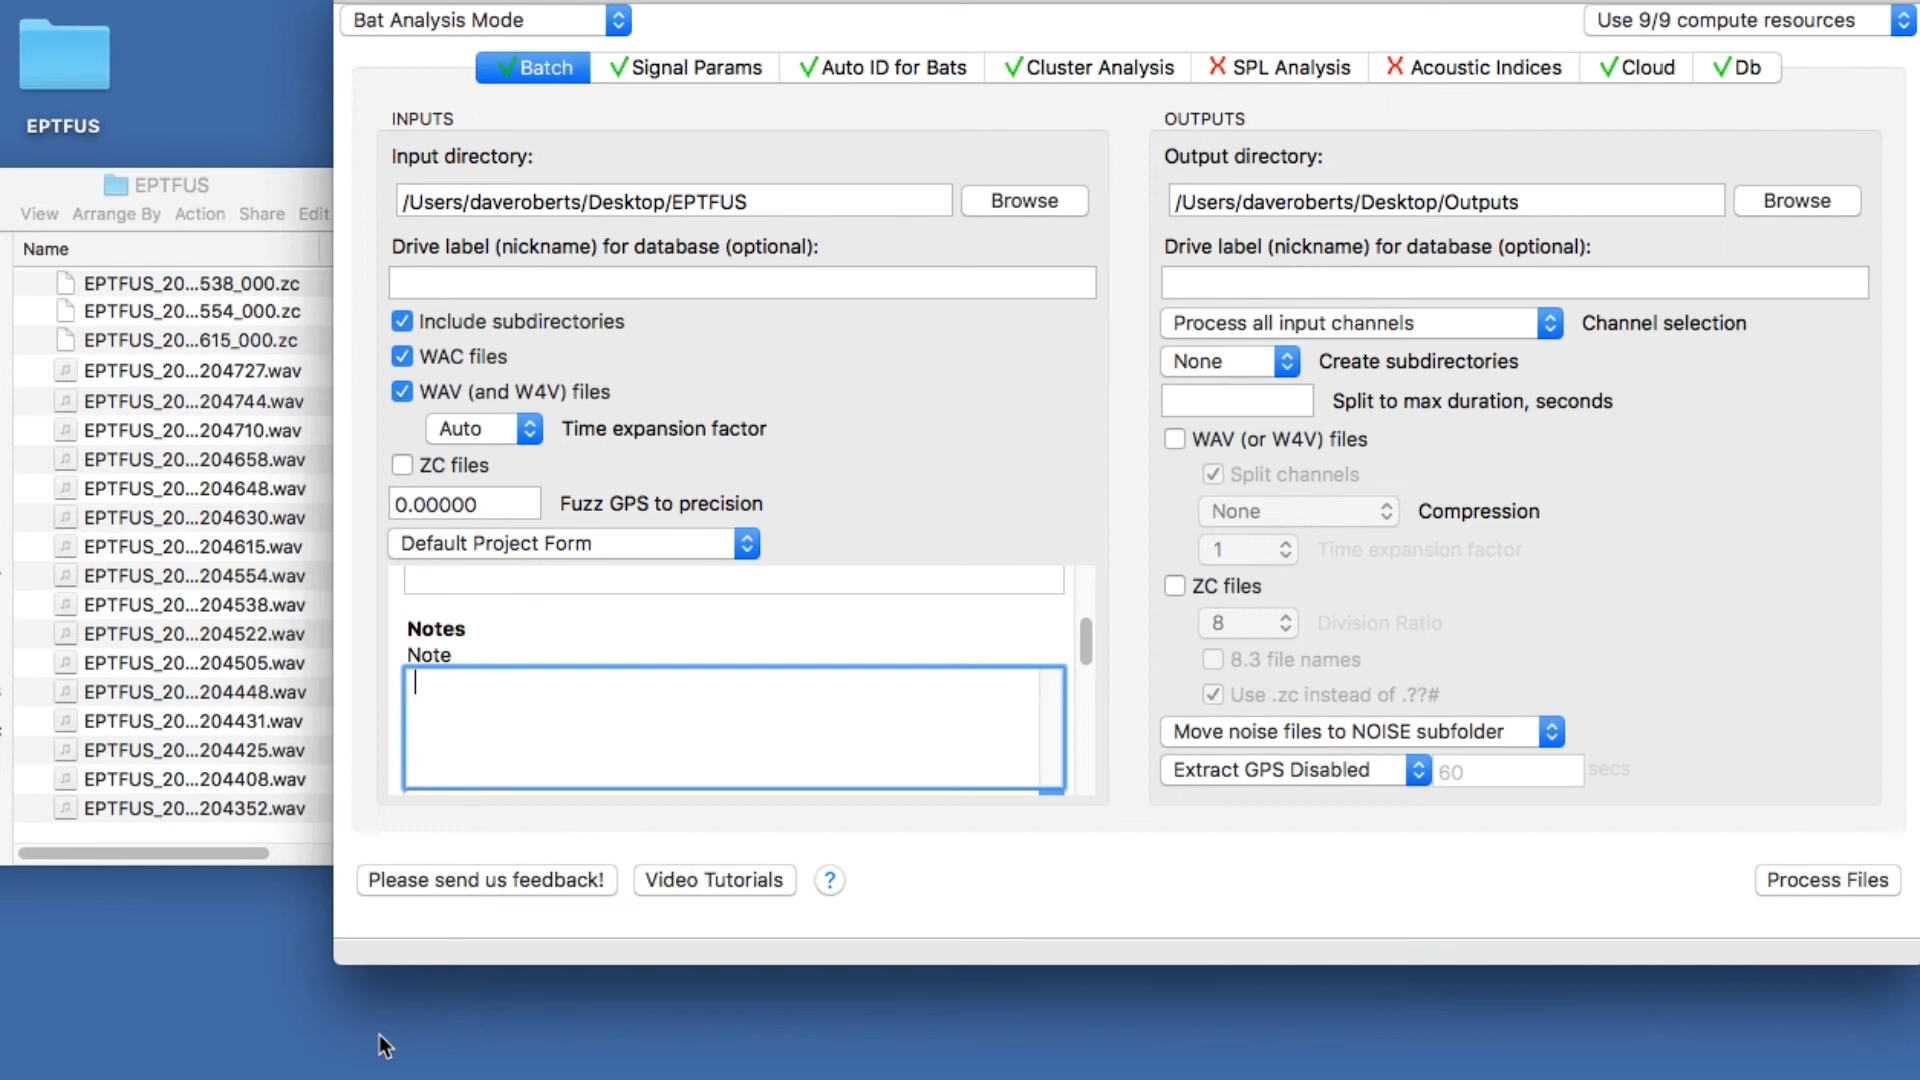 EPTFUS
EPTFUS
View Arrange By Action Share Edit
Name
EPTFUS_20...538_000.zc
EPTFUS_20...554_000.zc
EPTFUS_20...615_000.zc
EPTFUS_20...204727.wav
EPTFUS_20...204744.wav
EPTFUS_20...204710.wav
EPTFUS_20...204658.wav
EPTFUS_20...204648.wav
EPTFUS_20...204630.wav
EPTFUS_20...204615.wav
EPTFUS_20...204554.wav
EPTFUS_20...204538.wav
EPTFUS_20...204522.wav
EPTFUS_20...204505.wav
EPTFUS_20...204448.wav
EPTFUS_20...204431.wav
EPTFUS_20...204425.wav
EPTFUS_20...204408.wav
EPTFUS_20...204352.wav
Bat Analysis Mode
Use 9/9 compute resources
Batch
Signal Params
Auto ID for Bats
Cluster Analysis
SPL Analysis
Acoustic Indices
Cloud
Db
INPUTS
Input directory:
/Users/daveroberts/Desktop/EPTFUS
Browse
Drive label (nickname) for database (optional):
Include subdirectories
WAC files
WAV (and W4V) files
Auto Time expansion factor
ZC files
0.00000 Fuzz GPS to precision
Default Project Form
Notes
Note
OUTPUTS
Output directory:
/Users/daveroberts/Desktop/Outputs
Browse
Drive label (nickname) for database (optional):
Process all input channels Channel selection
None Create subdirectories
Split to max duration, seconds
WAV (or W4V) files
Split channels
None Compression
1 Time expansion factor
ZC files
8 Division Ratio
8.3 file names
Use .zc instead of .??#
Move noise files to NOISE subfolder
Extract GPS Disabled 60 secs
Please send us feedback!
Video Tutorials
?
Process Files